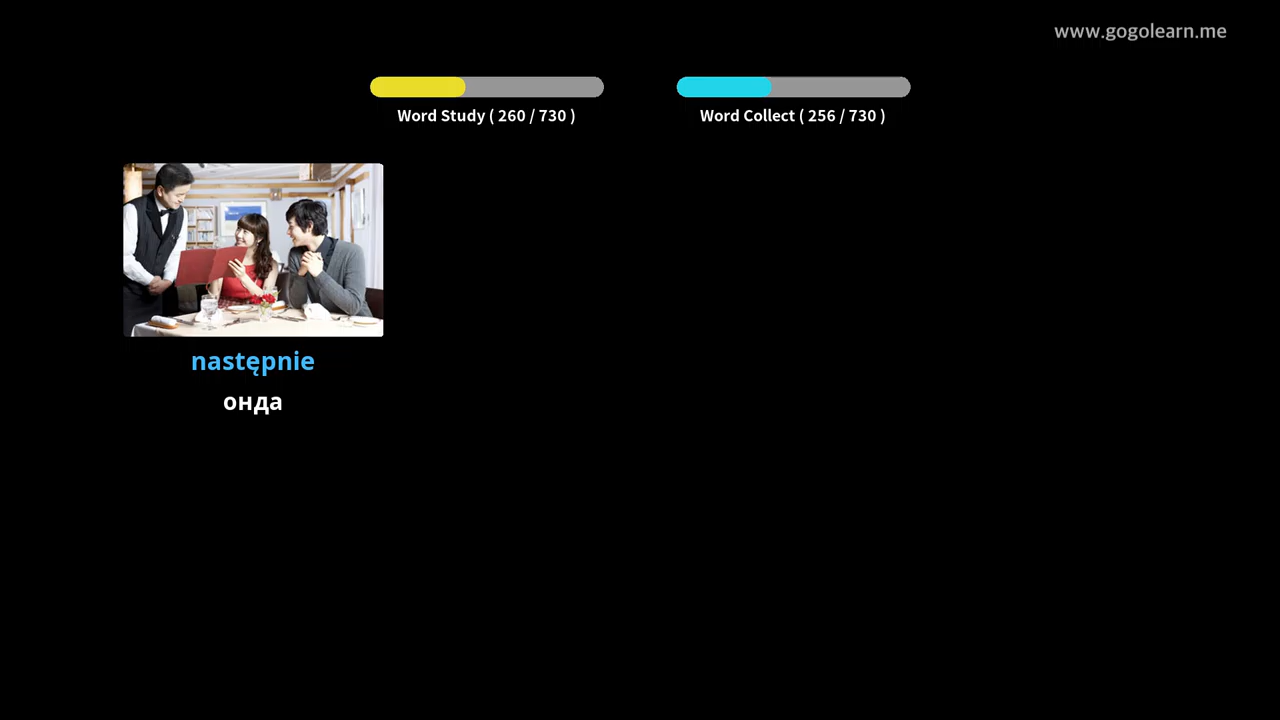 www.gogolearn.me
Word Study ( 260 / 730 )
Word Collect ( 256 / 730 )
następnie
онда